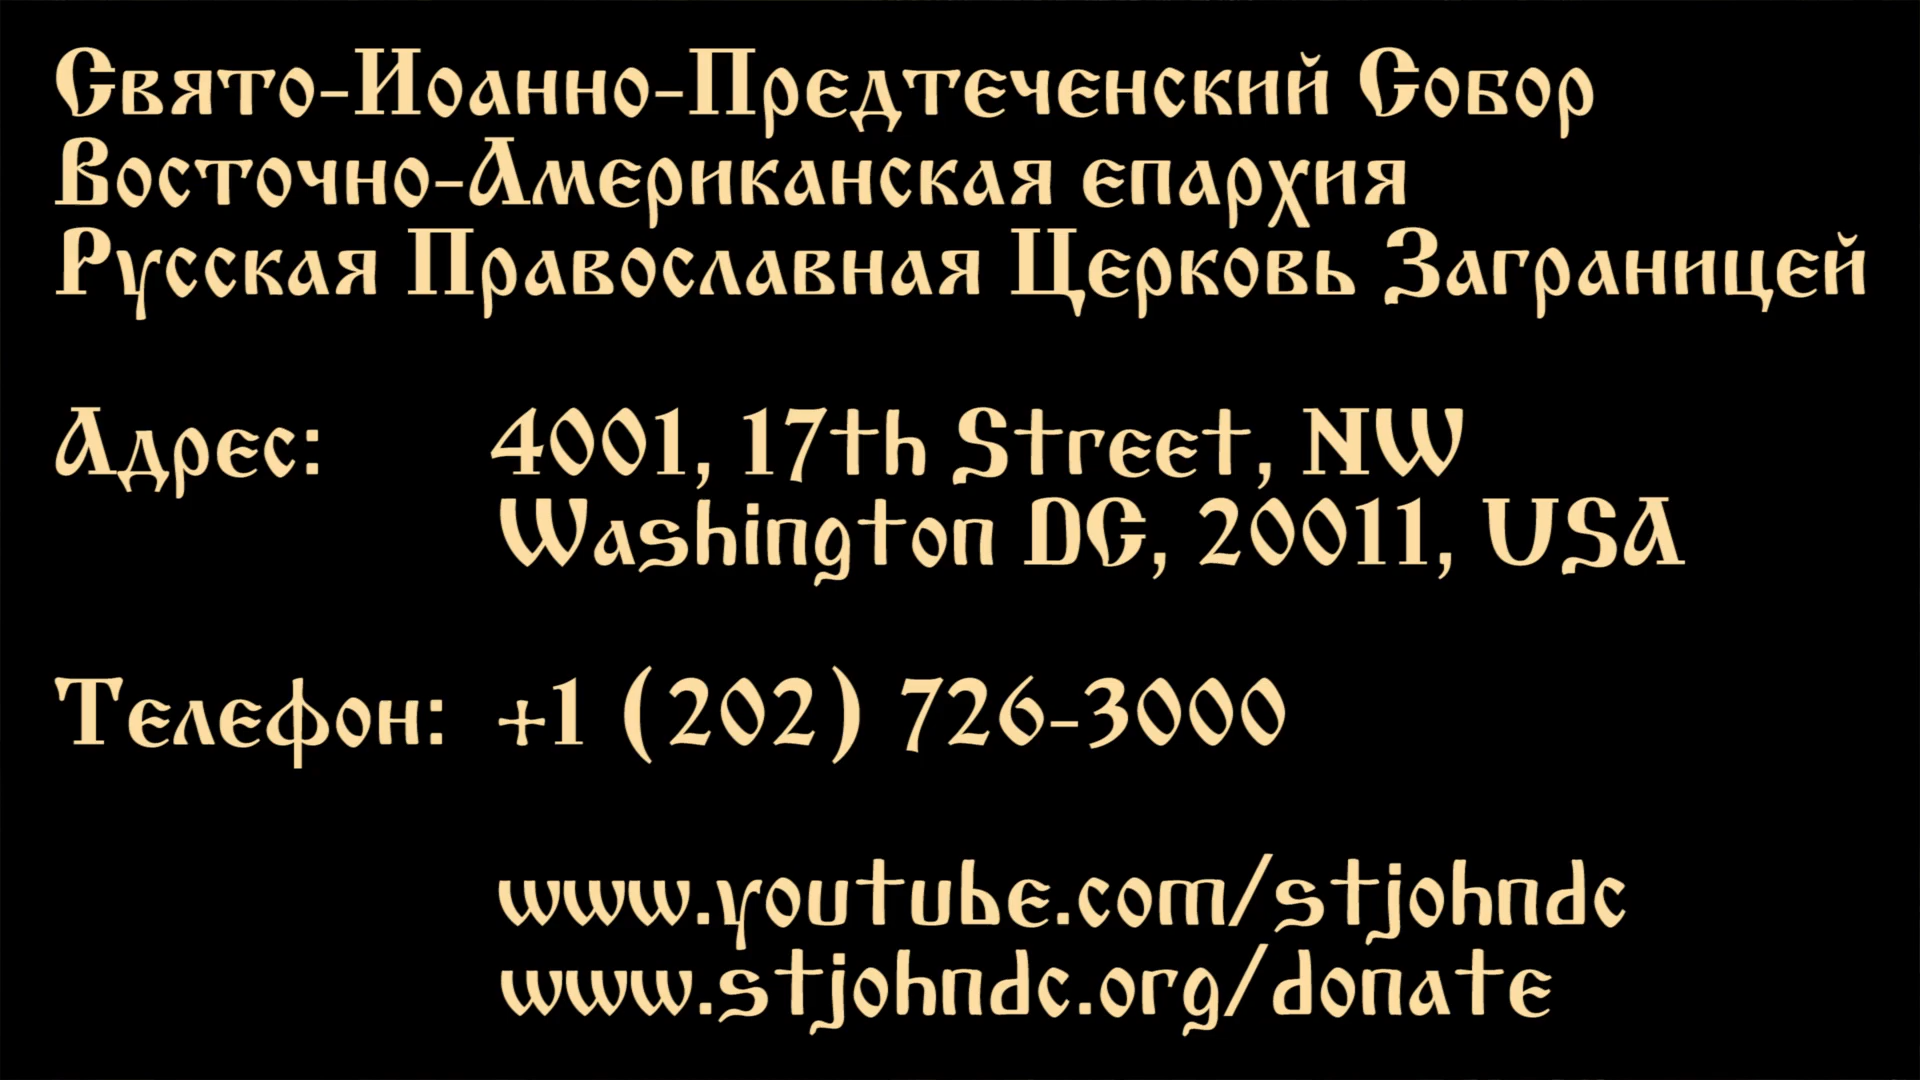 Свято-Иоанно-Предтеченский Собор
Восточно-Американская епархия
Русская Православная Церковь Заграницей
Адрес: 4001, 17th Street, NW
Washington DC, 20011, USA
Телефон: +1 (202) 726-3000
www.youtube.com/stjohndc
www.stjohndc.org/donate